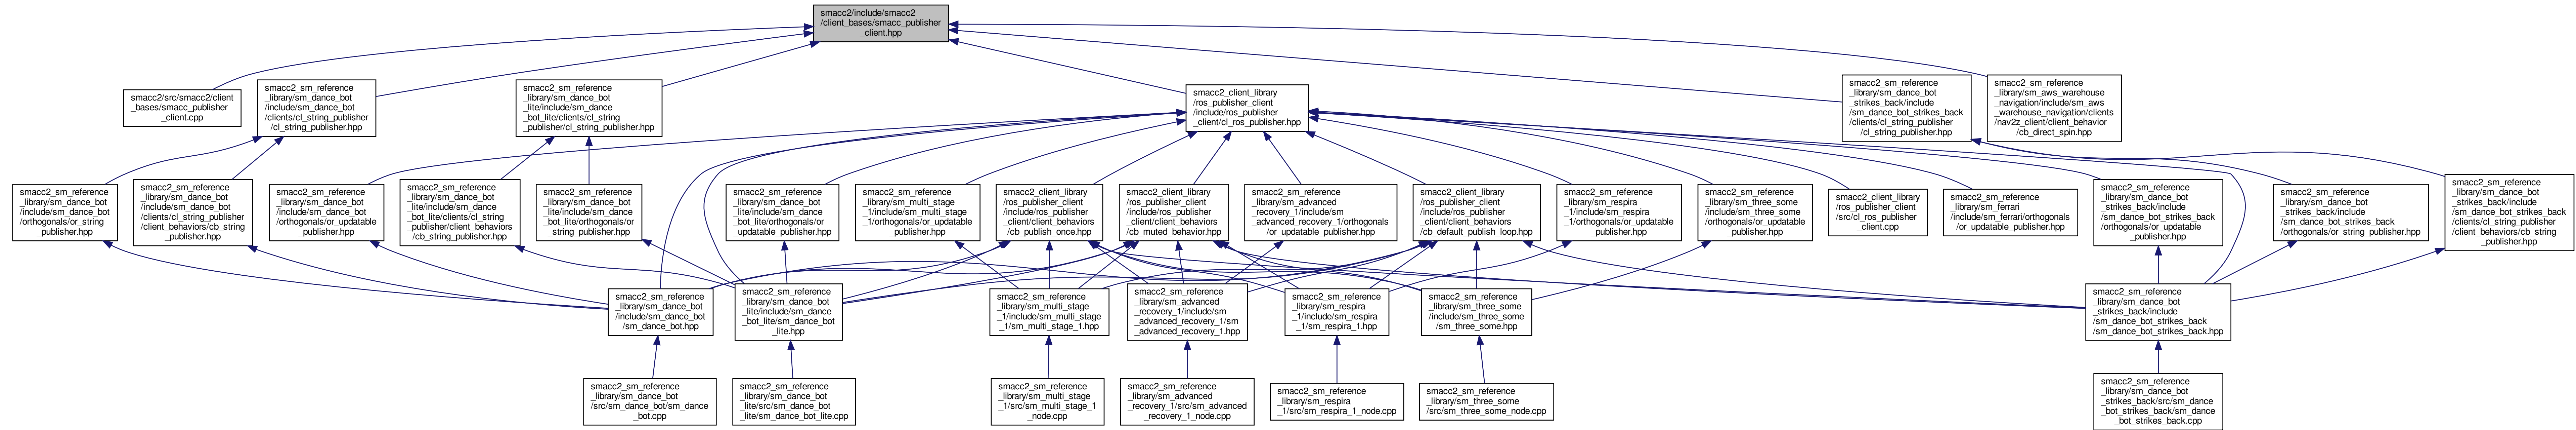 smacc2/include/smacc2
/client_bases/smacc_publisher
_client.hpp
smacc2/src/smacc2/client
_bases/smacc_publisher
_client.cpp
smacc2_sm_reference
_library/sm_dance_bot
/include/sm_dance_bot
/clients/cl_string_publisher
/cl_string_publisher.hpp
smacc2_sm_reference
_library/sm_dance_bot
_lite/include/sm_dance
_bot_lite/clients/cl_string
_publisher/cl_string_publisher.hpp
smacc2_client_library
/ros_publisher_client
/include/ros_publisher
_client/cl_ros_publisher.hpp
smacc2_sm_reference
_library/sm_dance_bot
_strikes_back/include
/sm_dance_bot_strikes_back
/clients/cl_string_publisher
/cl_string_publisher.hpp
smacc2_sm_reference
_library/sm_aws_warehouse
_navigation/include/sm_aws
_warehouse_navigation/clients
/nav2z_client/client_behavior
/cb_direct_spin.hpp
smacc2_sm_reference
_library/sm_dance_bot
/include/sm_dance_bot
/orthogonals/or_string
_publisher.hpp
smacc2_sm_reference
_library/sm_dance_bot
/include/sm_dance_bot
/clients/cl_string_publisher
/client_behaviors/cb_string
_publisher.hpp
smacc2_sm_reference
_library/sm_dance_bot
/include/sm_dance_bot
/orthogonals/or_updatable
_publisher.hpp
smacc2_sm_reference
_library/sm_dance_bot
_lite/include/sm_dance
_bot_lite/clients/cl_string
_publisher/client_behaviors
/cb_string_publisher.hpp
smacc2_sm_reference
_library/sm_dance_bot
_lite/include/sm_dance
_bot_lite/orthogonals/or
_string_publisher.hpp
smacc2_sm_reference
_library/sm_dance_bot
_lite/include/sm_dance
_bot_lite/orthogonals/or
_updatable_publisher.hpp
smacc2_sm_reference
_library/sm_multi_stage
_1/include/sm_multi_stage
_1/orthogonals/or_updatable
_publisher.hpp
smacc2_client_library
/ros_publisher_client
/include/ros_publisher
_client/client_behaviors
/cb_publish_once.hpp
smacc2_client_library
/ros_publisher_client
/include/ros_publisher
_client/client_behaviors
/cb_muted_behavior.hpp
smacc2_sm_reference
_library/sm_advanced
_recovery_1/include/sm
_advanced_recovery_1/orthogonals
/or_updatable_publisher.hpp
smacc2_client_library
/ros_publisher_client
/include/ros_publisher
_client/client_behaviors
/cb_default_publish_loop.hpp
smacc2_sm_reference
_library/sm_respira
_1/include/sm_respira
_1/orthogonals/or_updatable
_publisher.hpp
smacc2_sm_reference
_library/sm_three_some
/include/sm_three_some
/orthogonals/or_updatable
_publisher.hpp
smacc2_client_library
/ros_publisher_client
/src/cl_ros_publisher
_client.cpp
smacc2_sm_reference
_library/sm_ferrari
/include/sm_ferrari/orthogonals
/or_updatable_publisher.hpp
smacc2_sm_reference
_library/sm_dance_bot
_strikes_back/include
/sm_dance_bot_strikes_back
/orthogonals/or_updatable
_publisher.hpp
smacc2_sm_reference
_library/sm_dance_bot
_strikes_back/include
/sm_dance_bot_strikes_back
/orthogonals/or_string_publisher.hpp
smacc2_sm_reference
_library/sm_dance_bot
_strikes_back/include
/sm_dance_bot_strikes_back
/clients/cl_string_publisher
/client_behaviors/cb_string
_publisher.hpp
smacc2_sm_reference
_library/sm_dance_bot
/include/sm_dance_bot
/sm_dance_bot.hpp
smacc2_sm_reference
_library/sm_dance_bot
_lite/include/sm_dance
_bot_lite/sm_dance_bot
_lite.hpp
smacc2_sm_reference
_library/sm_multi_stage
_1/include/sm_multi_stage
_1/sm_multi_stage_1.hpp
smacc2_sm_reference
_library/sm_advanced
_recovery_1/include/sm
_advanced_recovery_1/sm
_advanced_recovery_1.hpp
smacc2_sm_reference
_library/sm_respira
_1/include/sm_respira
_1/sm_respira_1.hpp
smacc2_sm_reference
_library/sm_three_some
/include/sm_three_some
/sm_three_some.hpp
smacc2_sm_reference
_library/sm_dance_bot
_strikes_back/include
/sm_dance_bot_strikes_back
/sm_dance_bot_strikes_back.hpp
smacc2_sm_reference
_library/sm_dance_bot
/src/sm_dance_bot/sm_dance
_bot.cpp
smacc2_sm_reference
_library/sm_dance_bot
_lite/src/sm_dance_bot
_lite/sm_dance_bot_lite.cpp
smacc2_sm_reference
_library/sm_multi_stage
_1/src/sm_multi_stage_1
_node.cpp
smacc2_sm_reference
_library/sm_advanced
_recovery_1/src/sm_advanced
_recovery_1_node.cpp
smacc2_sm_reference
_library/sm_respira
_1/src/sm_respira_1_node.cpp
smacc2_sm_reference
_library/sm_three_some
/src/sm_three_some_node.cpp
smacc2_sm_reference
_library/sm_dance_bot
_strikes_back/src/sm_dance
_bot_strikes_back/sm_dance
_bot_strikes_back.cpp